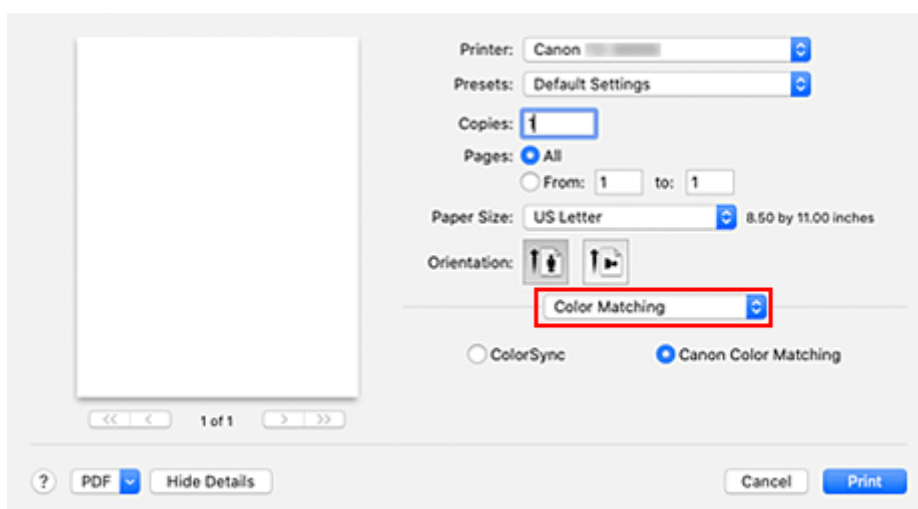 Printer: Canon
Presets: Default Settings
Copies: 1
Pages: All
From: 1 to: 1
Paper Size: US Letter 8.50 by 11.00 inches
Orientation:
Color Matching
ColorSync Canon Color Matching
<< < 1 of 1 > >>
? PDF Hide Details Cancel Print